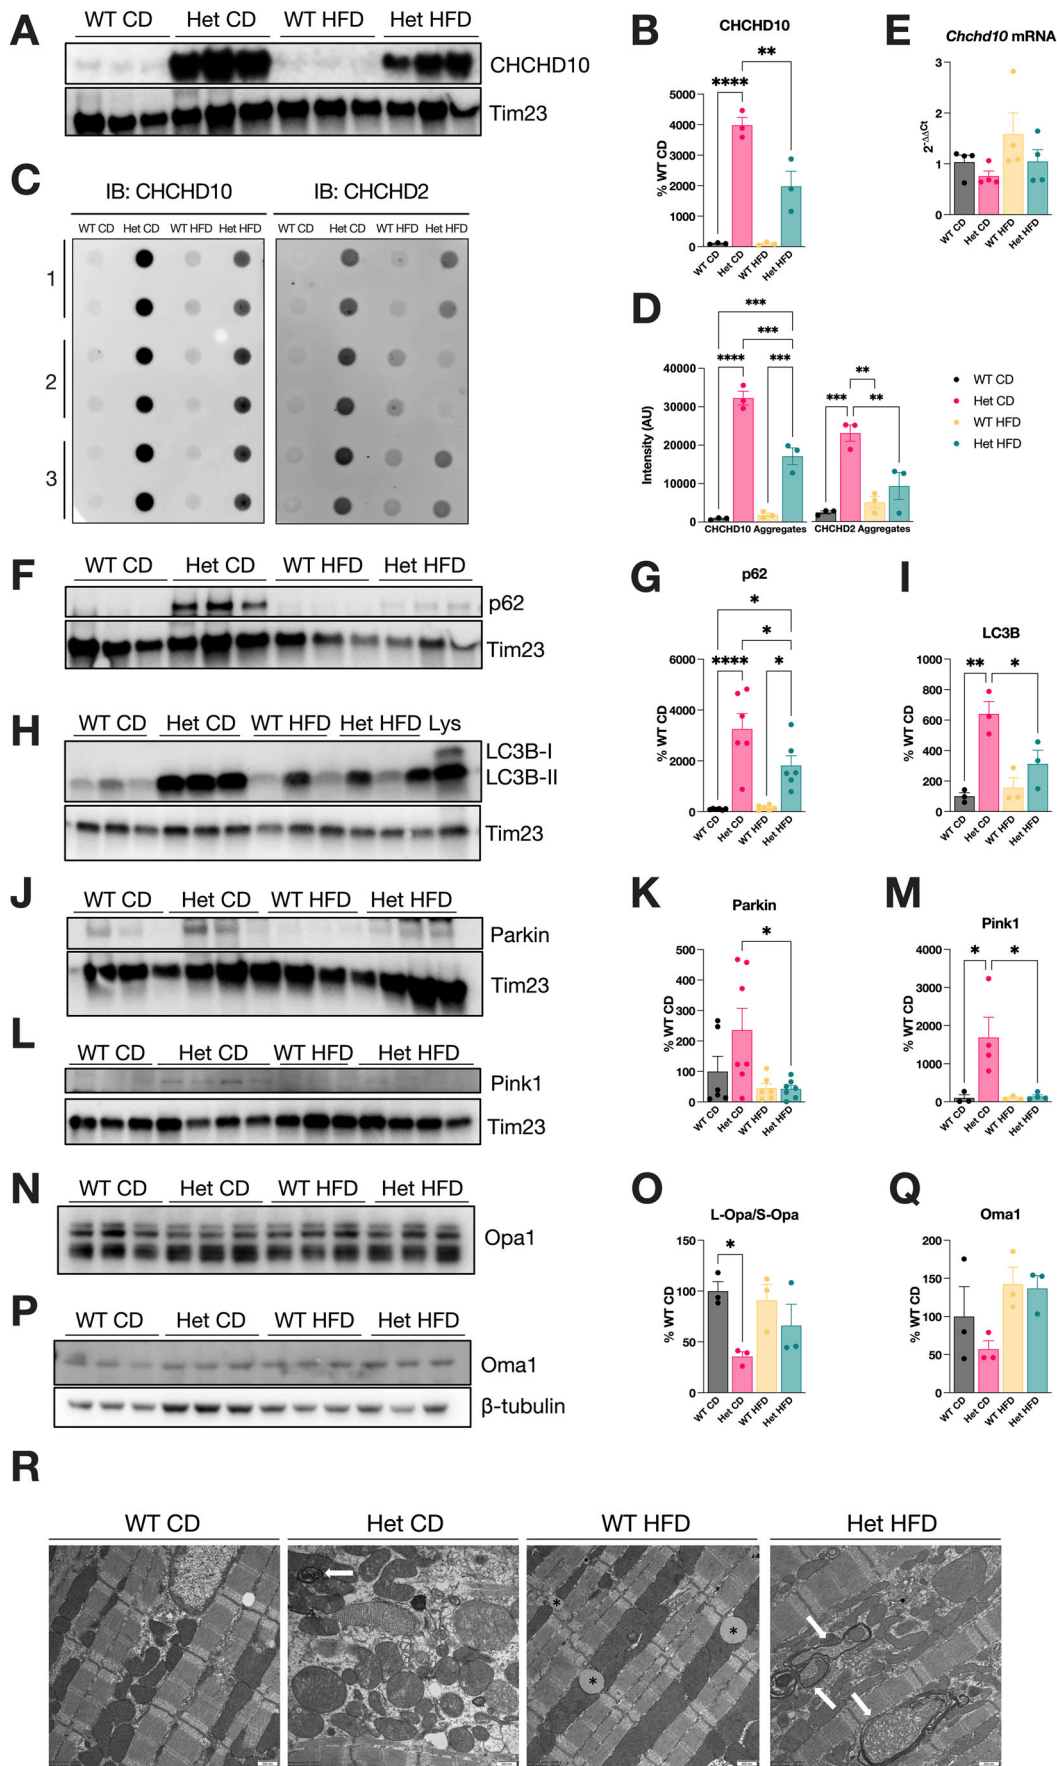 A
WT CD Het CD WT HFD Het HFD
CHCHD10
Tim23
B
CHCHD10
**
****
5000
4000
3000
2000
1000
0
% WT CD
WT CD Het CD WT HFD Het HFD
E
Chchd10 mRNA
3
2
1
0
2^-ΔΔCt
WT CD Het CD WT HFD Het HFD
C
IB: CHCHD10 IB: CHCHD2
WT CD Het CD WT HFD Het HFD WT CD Het CD WT HFD Het HFD
1
2
3
D
***
***
**** ***
**
*** **
40000
30000
20000
10000
0
Intensity (AU)
CHCHD10 Aggregates CHCHD2 Aggregates
WT CD
Het CD
WT HFD
Het HFD
F
WT CD Het CD WT HFD Het HFD
p62
Tim23
G
p62
*
*
**** *
6000
4000
2000
0
% WT CD
WT CD Het CD WT HFD Het HFD
I
LC3B
** *
1000
800
600
400
200
0
% WT CD
WT CD Het CD WT HFD Het HFD
H
WT CD Het CD WT HFD Het HFD Lys
LC3B-I
LC3B-II
Tim23
J
WT CD Het CD WT HFD Het HFD
Parkin
Tim23
K
Parkin
*
500
400
300
200
100
0
% WT CD
WT CD Het CD WT HFD Het HFD
M
Pink1
* *
4000
3000
2000
1000
0
% WT CD
WT CD Het CD WT HFD Het HFD
L
WT CD Het CD WT HFD Het HFD
Pink1
Tim23
N
WT CD Het CD WT HFD Het HFD
Opa1
O
L-Opa/S-Opa
*
150
100
50
0
% WT CD
WT CD Het CD WT HFD Het HFD
Q
Oma1
200
150
100
50
0
% WT CD
WT CD Het CD WT HFD Het HFD
P
WT CD Het CD WT HFD Het HFD
Oma1
β-tubulin
R
WT CD Het CD WT HFD Het HFD
*
*
*